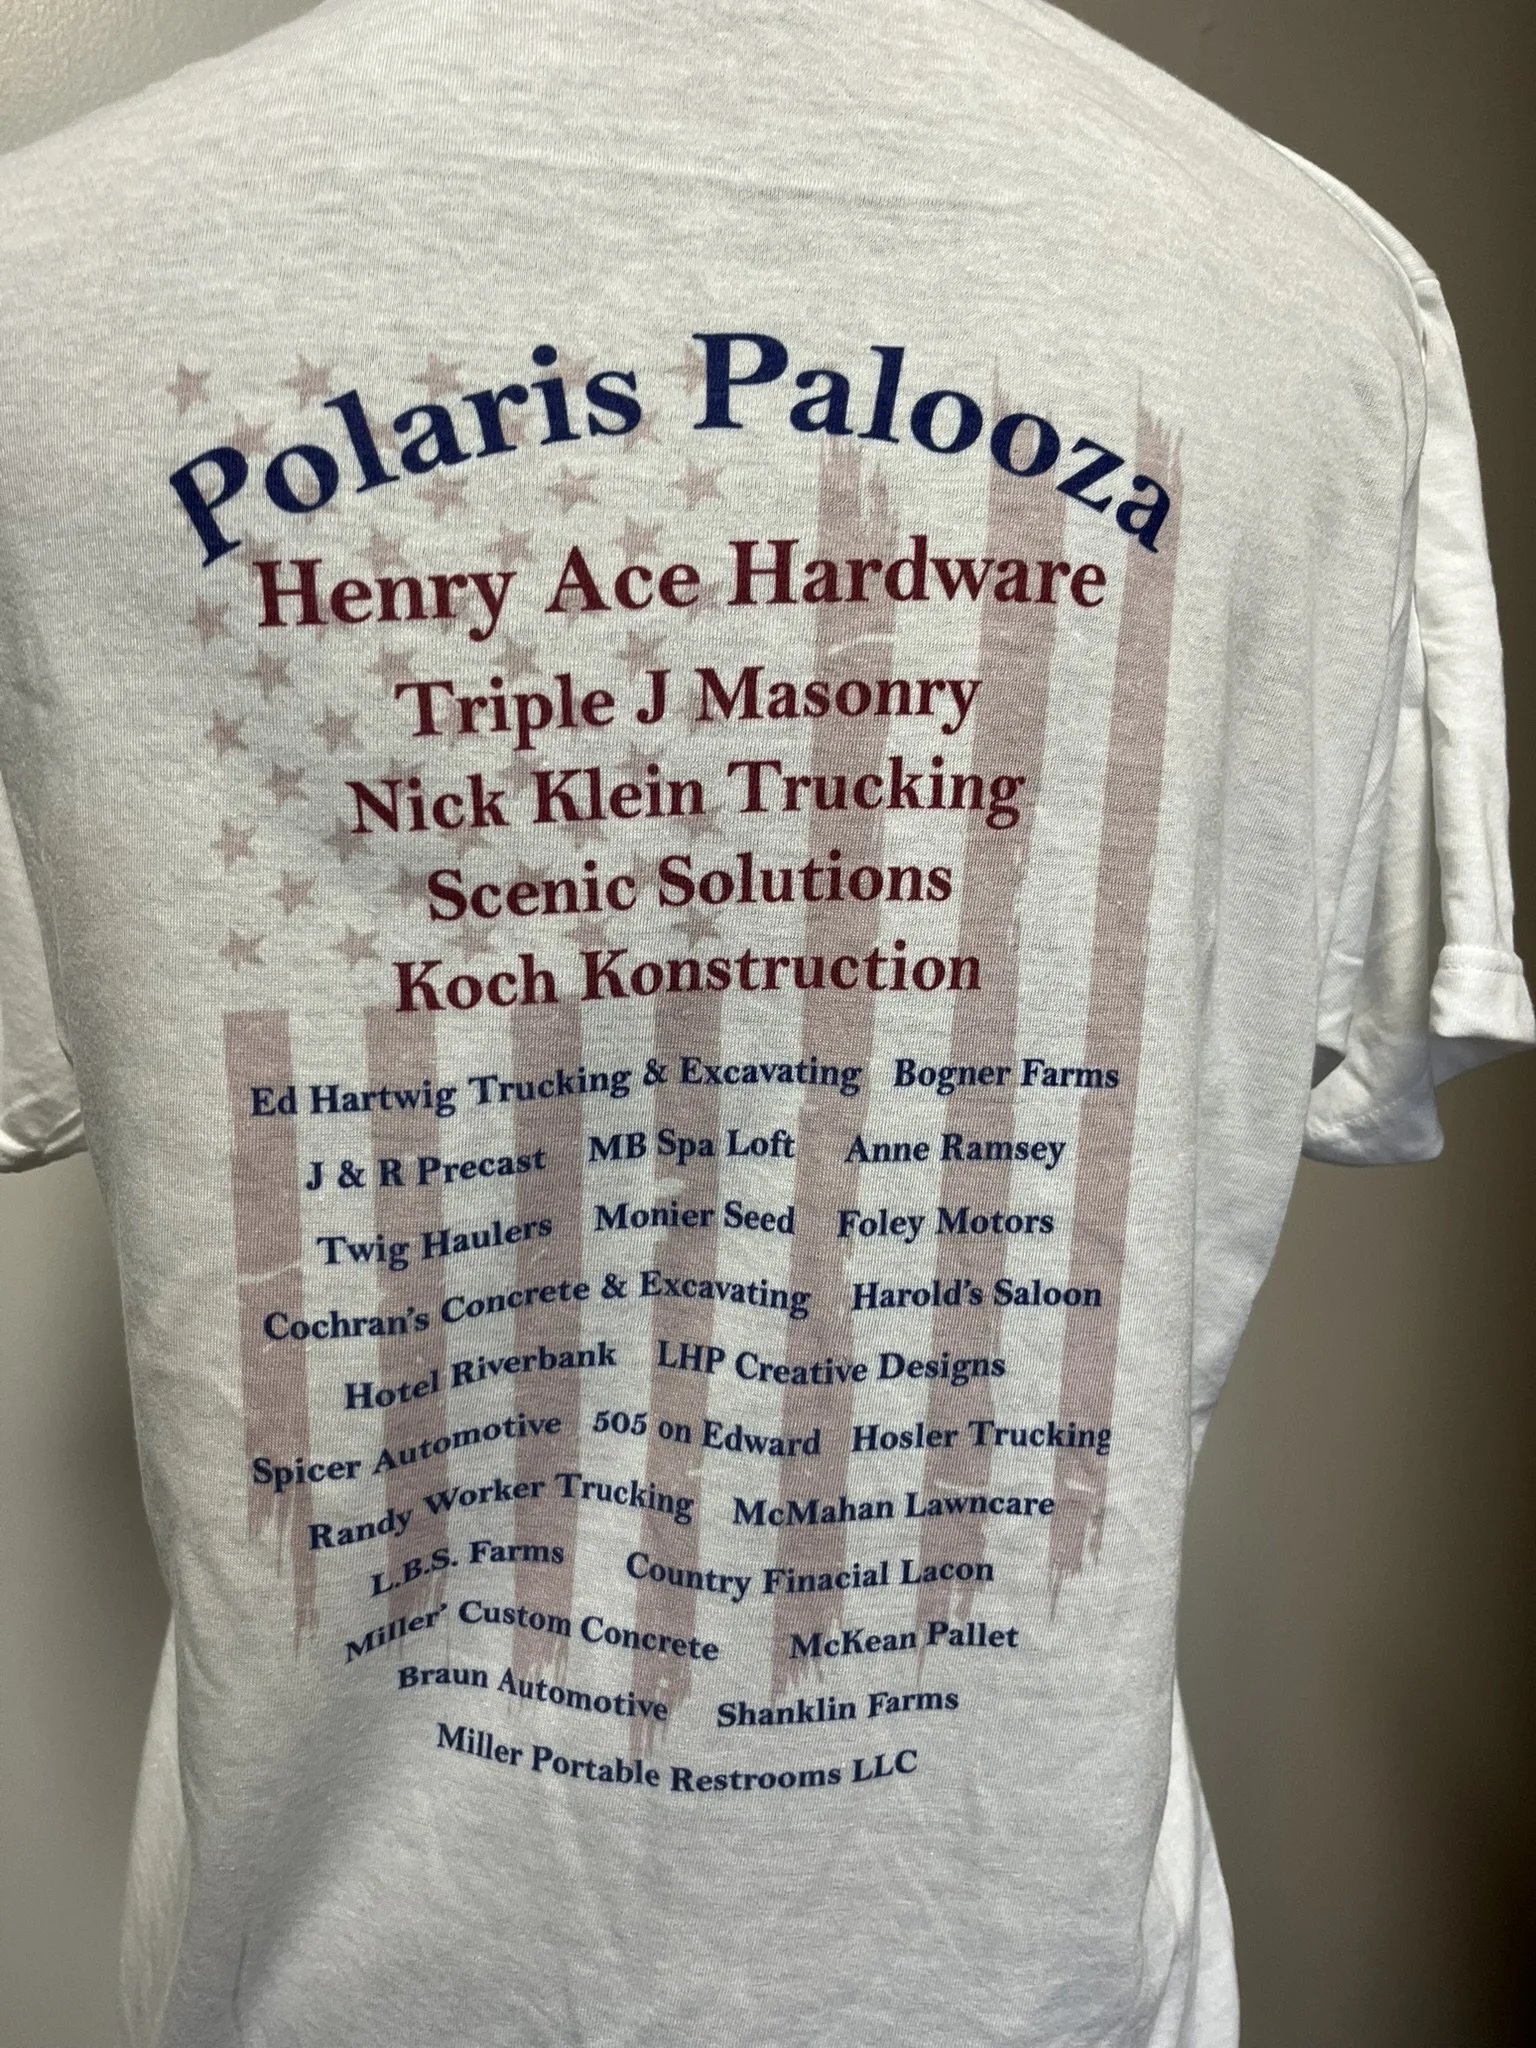 Polaris Palooza
Henry Ace Hardware
Triple J Masonry
Nick Klein Trucking
Scenic Solutions
Koch Konstruction
Ed Hartwig Trucking & Excavating Bogner Farms
J & R Precast MB Spa Loft Anne Ramsey
Twig Haulers Monier Seed Foley Motors
Cochran's Concrete & Excavating Harold's Saloon
Hotel Riverbank LHP Creative Designs
Spicer Automotive 505 on Edward Hosler Trucking
Randy Worker Trucking McMahan Lawncare
L.B.S. Farms Country Finacial Lacon
Miller' Custom Concrete McKean Pallet
Braun Automotive Shanklin Farms
Miller Portable Restrooms LLC